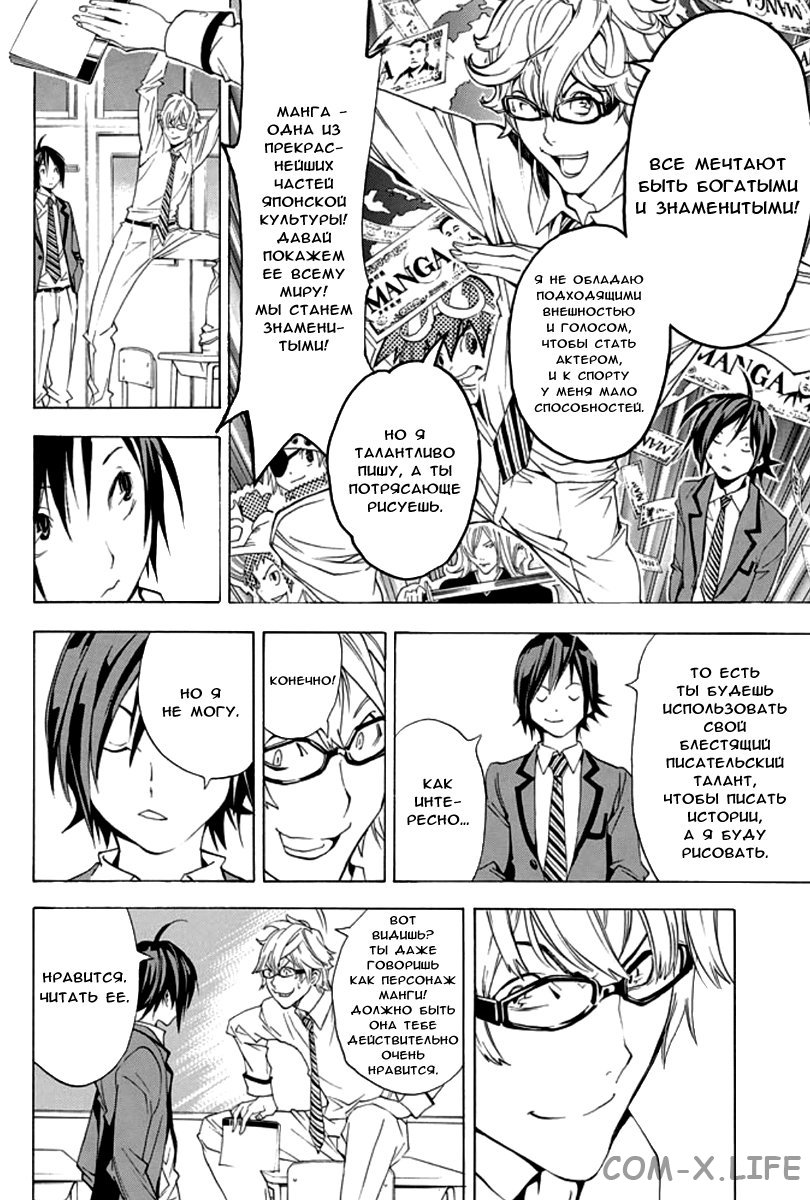 ВСЕ МЕЧТАЮТ
БЫТЬ БОГАТЫМИ
И ЗНАМЕНИТЫМИ!
Я НЕ ОБЛАДАЮ
ПОДХОДЯЩИМИ
ВНЕШНОСТЬЮ
И ГОЛОСОМ,
ЧТОБЫ СТАТЬ
АКТЕРОМ,
И К СПОРТУ
У МЕНЯ МАЛО
СПОСОБНОСТЕЙ.
НО Я
ТАЛАНТЛИВО
ПИШУ, А ТЫ
ПОТРЯСАЮЩЕ
РИСУЕШЬ.
MANGA
MANGA
MANGA
МАНГА -
ОДНА ИЗ
ПРЕКРАС-
НЕЙШИХ
ЧАСТЕЙ
ЯПОНСКОЙ
КУЛЬТУРЫ!
ДАВАЙ
ПОКАЖЕМ
ЕЕ ВСЕМУ
МИРУ!
МЫ СТАНЕМ
ЗНАМЕНИ-
ТЫМИ!
ТО ЕСТЬ
ТЫ БУДЕШЬ
ИСПОЛЬЗОВАТЬ
СВОЙ
БЛЕСТЯЩИЙ
ПИСАТЕЛЬСКИЙ
ТАЛАНТ,
ЧТОБЫ ПИСАТЬ
ИСТОРИИ,
А Я БУДУ
РИСОВАТЬ.
КАК
ИНТЕ-
РЕСНО...
КОНЕЧНО!
НО Я
НЕ МОГУ.
ВОТ
ВИДИШЬ?
ТЫ ДАЖЕ
ГОВОРИШЬ
КАК ПЕРСОНАЖ
МАНГИ!
ДОЛЖНО БЫТЬ
ОНА ТЕБЕ
ДЕЙСТВИТЕЛЬНО
ОЧЕНЬ
НРАВИТСЯ.
НРАВИТСЯ.
ЧИТАТЬ ЕЕ.
COM-X.LIFE